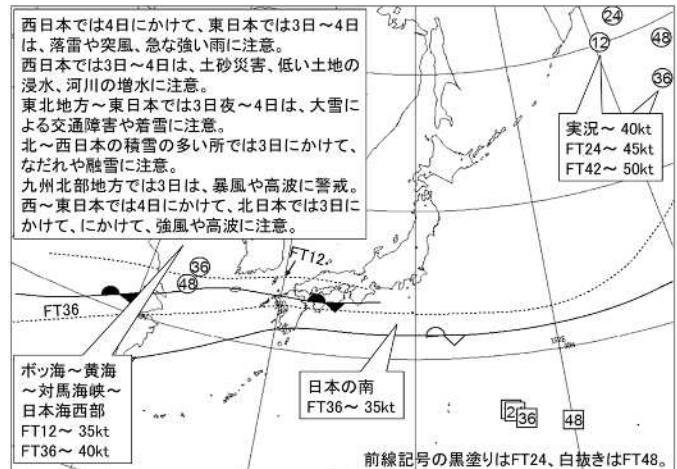 西日本では4日にかけて、東日本では3日～4日
は、落雷や突風、急な強い雨に注意。
西日本では3日～4日は、土砂災害、低い土地の
浸水、河川の増水に注意。
東北地方～東日本では3日夜～4日は、大雪に
よる交通障害や着雪に注意。
北～西日本の積雪の多い所では3日にかけて、
なだれや融雪に注意。
九州北部地方では3日は、暴風や高波に警戒。
西～東日本では4日にかけて、北日本では3日に
かけて、にかけて、強風や高波に注意。
24
12
48
36
実況～ 40kt
FT24～ 45kt
FT42～ 50kt
FT12
36
48
FT36
ボッ海～黄海
～対馬海峡～
日本海西部
FT12～ 35kt
FT36～ 40kt
日本の南
FT36～ 35kt
2
36
48
前線記号の黒塗りはFT24、白抜きはFT48。